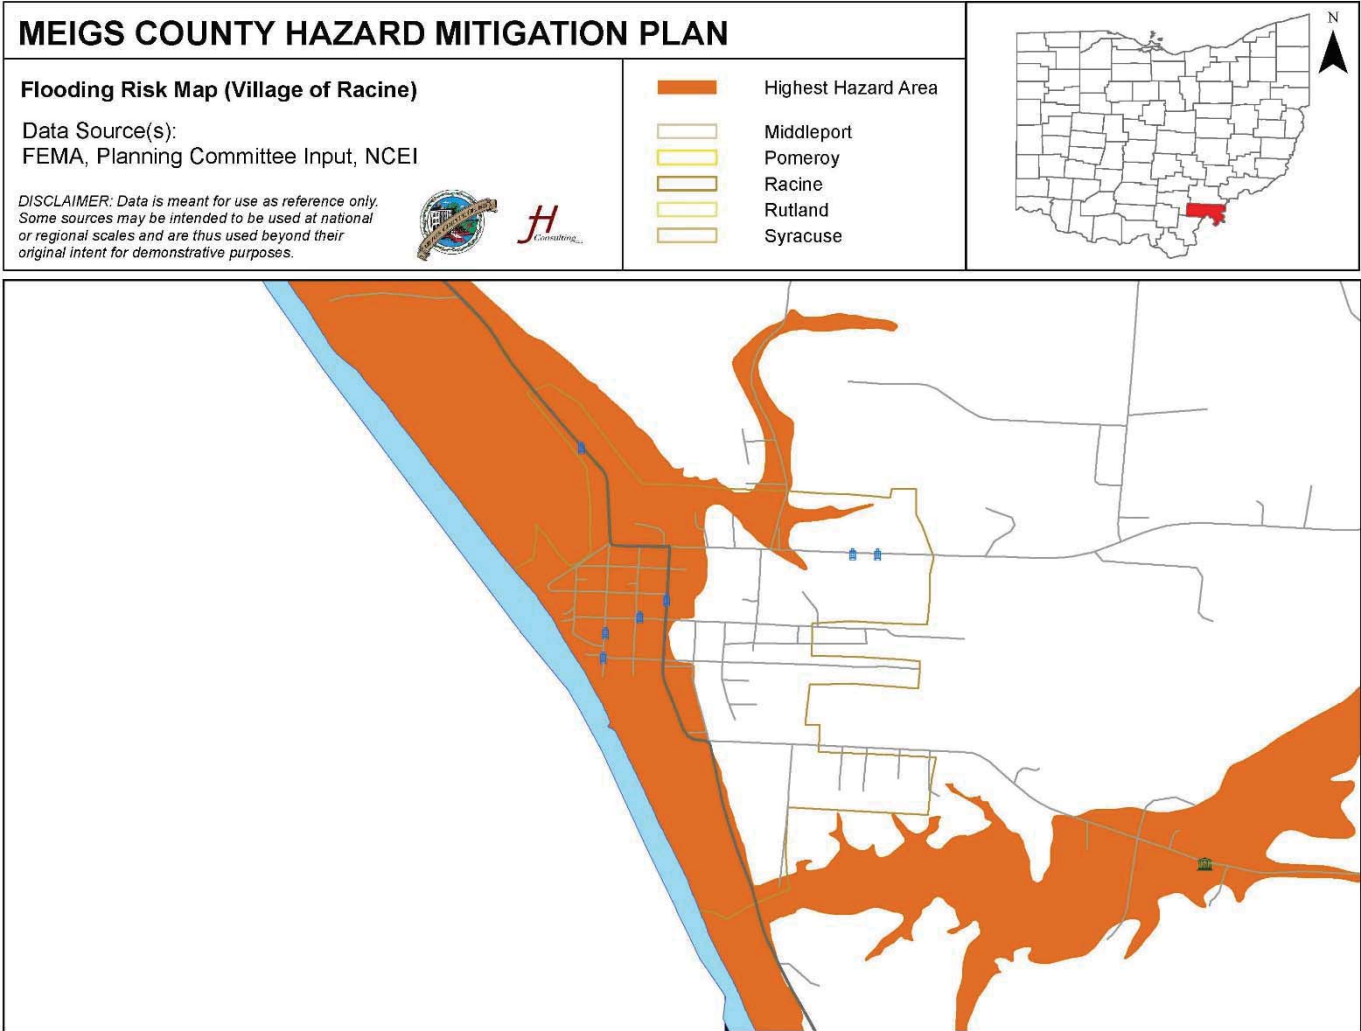 MEIGS COUNTY HAZARD MITIGATION PLAN
Flooding Risk Map (Village of Racine)
Data Source(s):
FEMA, Planning Committee Input, NCEI
DISCLAIMER: Data is meant for use as reference only.
Some sources may be intended to be used at national
or regional scales and are thus used beyond their
original intent for demonstrative purposes.
JH
Consulting
Highest Hazard Area
Middleport
Pomeroy
Racine
Rutland
Syracuse
N